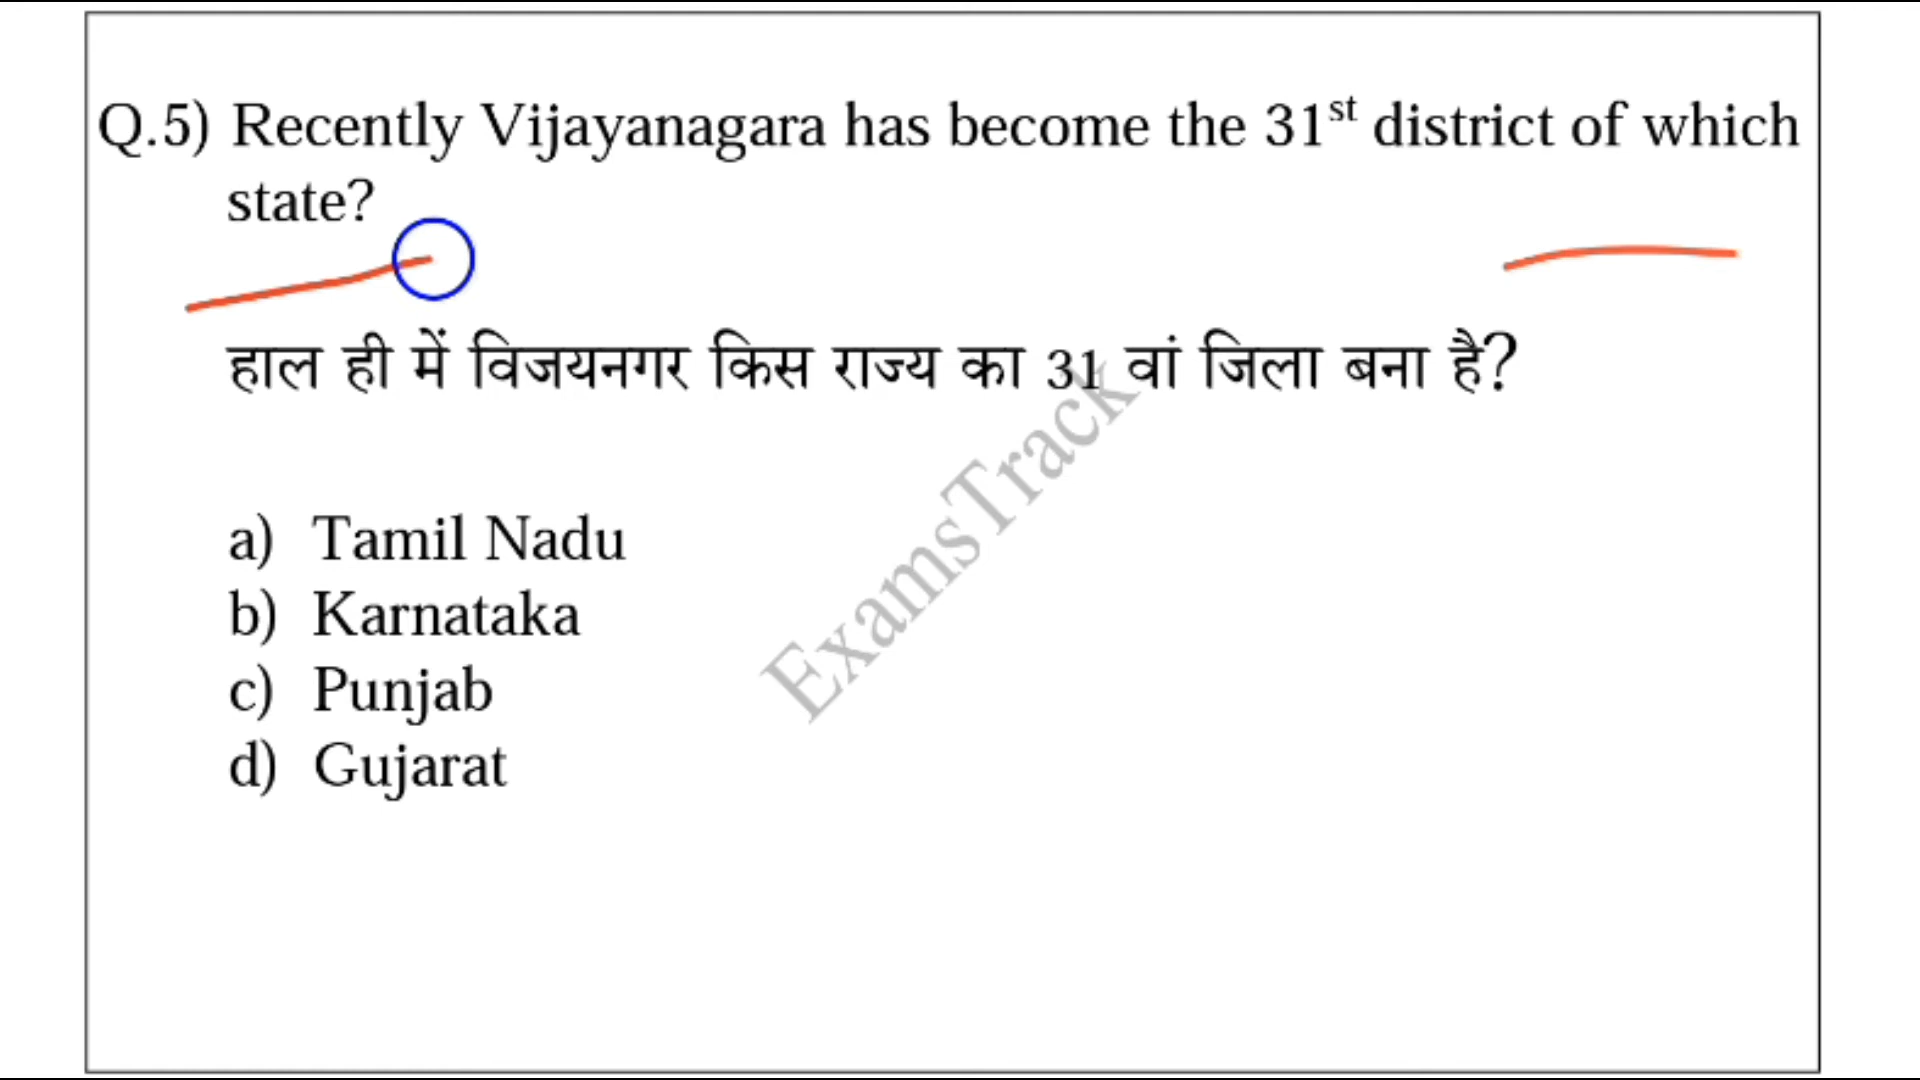 Q.5) Recently Vijayanagara has become the 31st district of which
state?
हाल ही में विजयनगर किस राज्य का 31 वां जिला बना है?
ExamsTrack
a) Tamil Nadu
b) Karnataka
c) Punjab
d) Gujarat